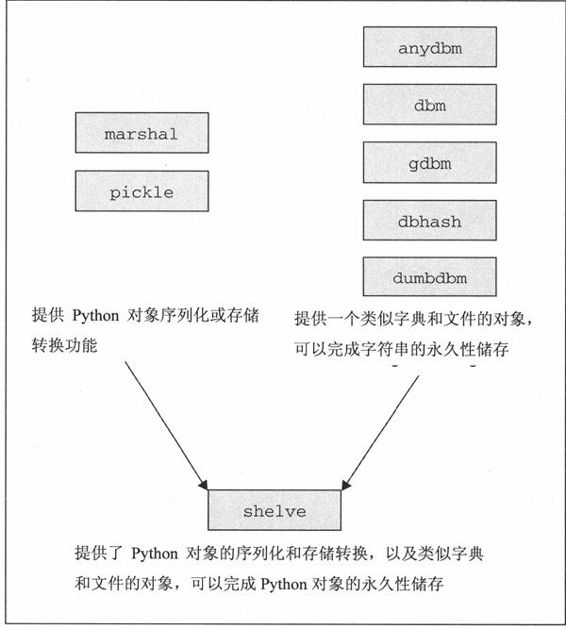 anydbm
dbm
marshal
gdbm
pickle
dbhash
dumbdbm
提供 Python 对象序列化或存储
转换功能
提供一个类似字典和文件的对象，
可以完成字符串的永久性储存
shelve
提供了 Python 对象的序列化和存储转换，以及类似字典
和文件的对象，可以完成 Python 对象的永久性储存